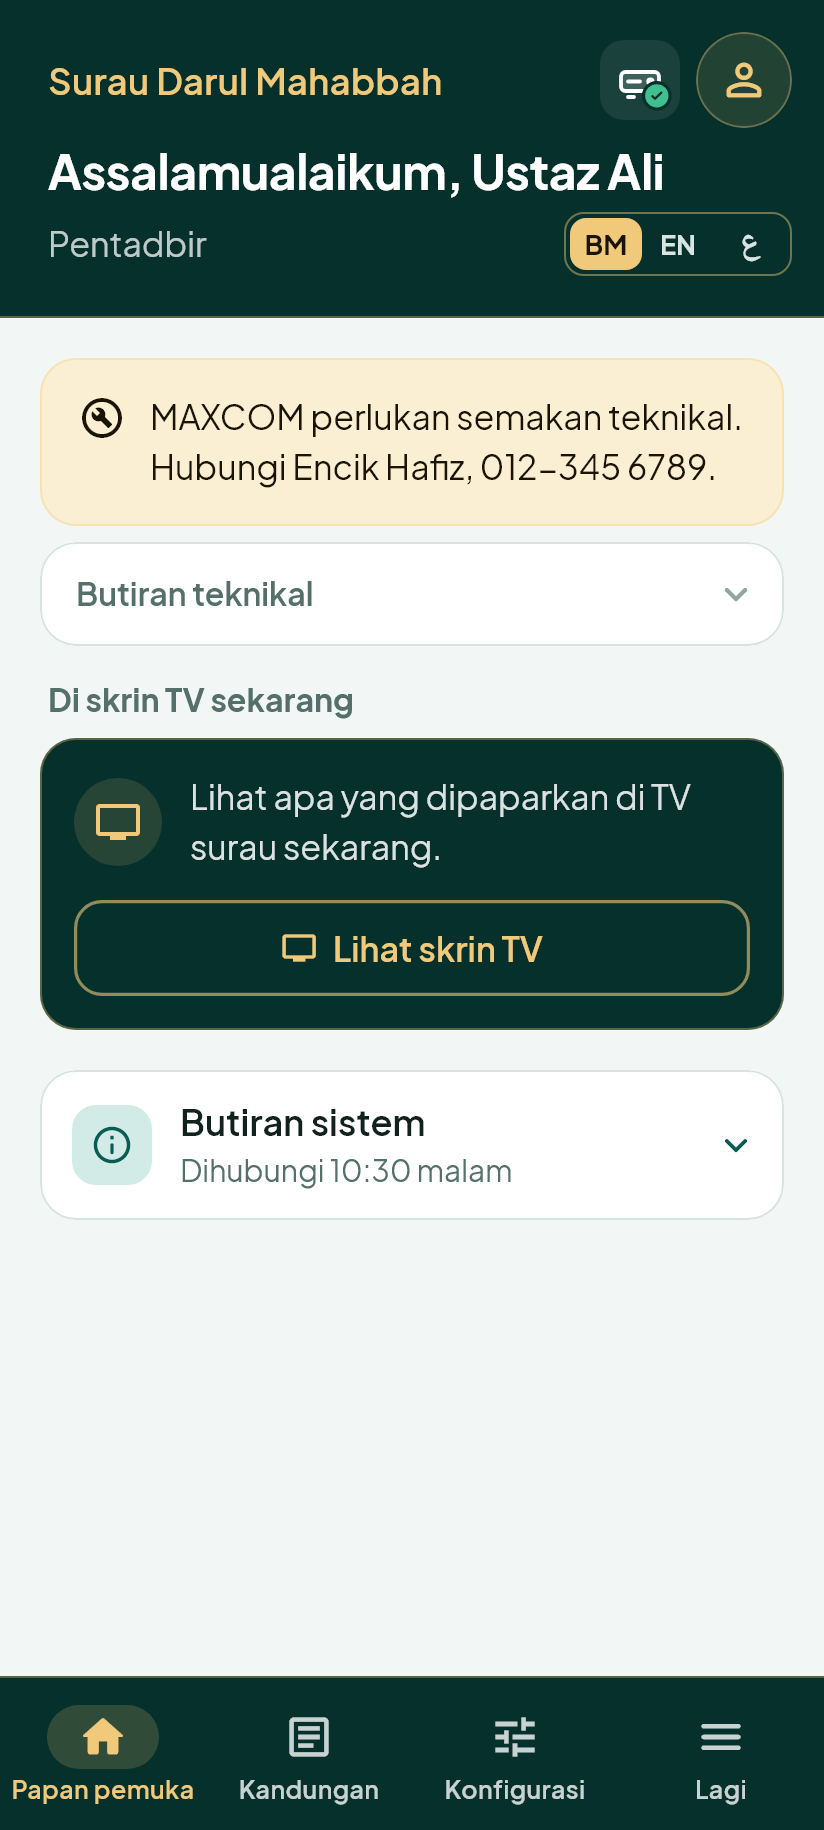 Surau Darul Mahabbah
Assalamualaikum, Ustaz Ali
Pentadbir
BM EN ع
MAXCOM perlukan semakan teknikal.
Hubungi Encik Hafiz, 012-345 6789.
Butiran teknikal
Di skrin TV sekarang
Lihat apa yang dipaparkan di TV
surau sekarang.
Lihat skrin TV
Butiran sistem
Dihubungi 10:30 malam
Papan pemuka Kandungan Konfigurasi Lagi